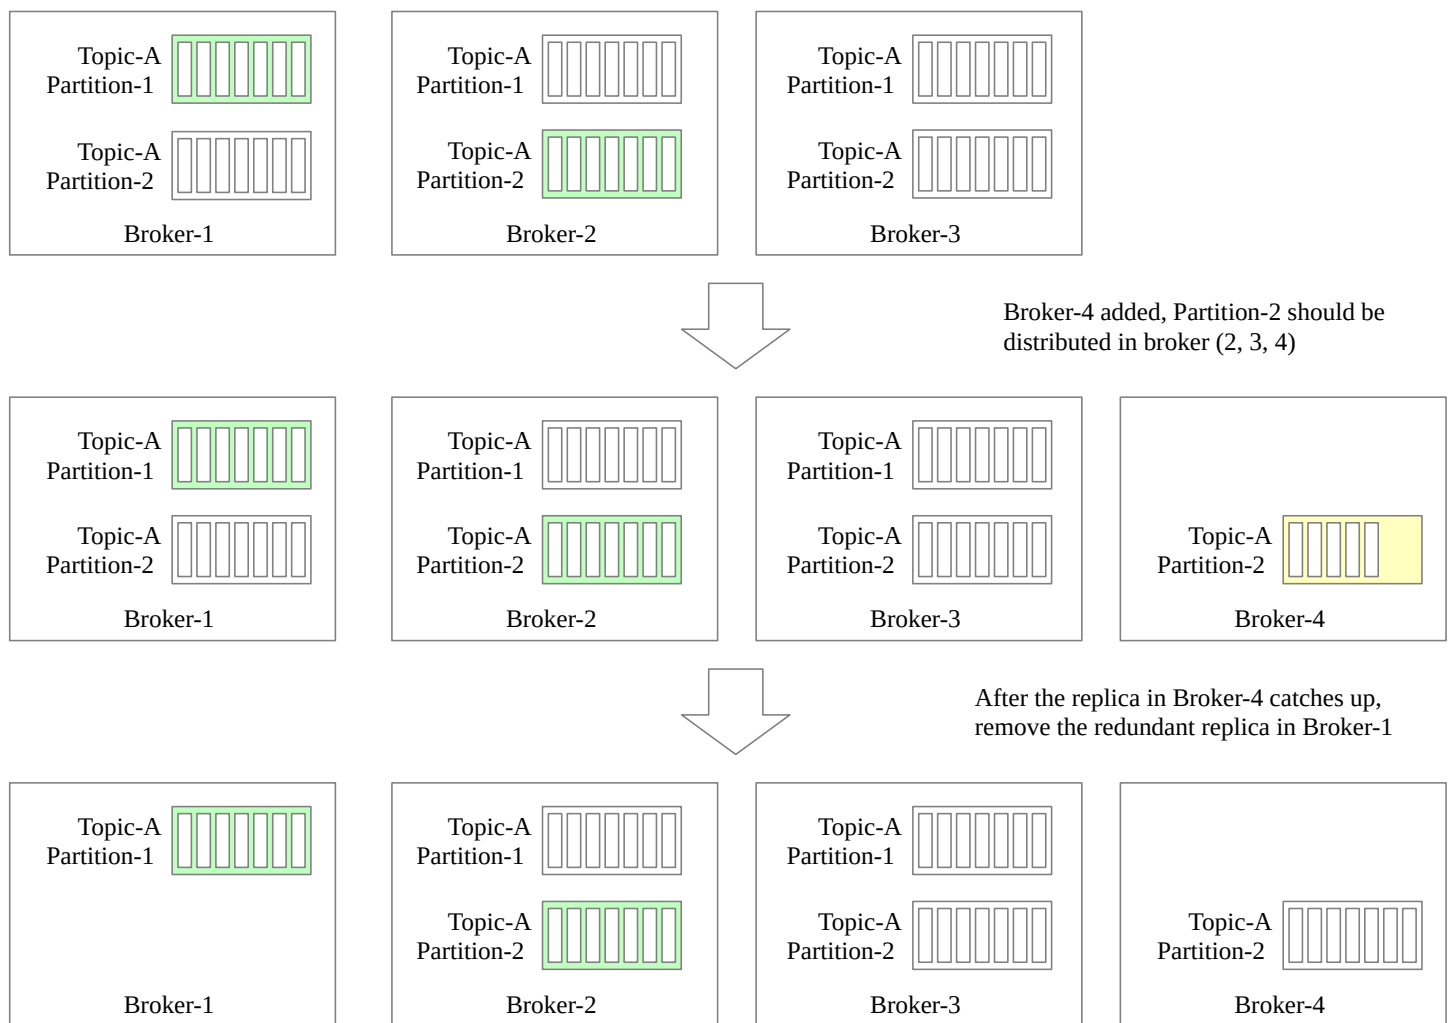 Topic-A
Partition-1
Topic-A
Partition-2
Broker-1
Topic-A
Partition-1
Topic-A
Partition-2
Broker-2
Topic-A
Partition-1
Topic-A
Partition-2
Broker-3
Broker-4 added, Partition-2 should be
distributed in broker (2, 3, 4)
Topic-A
Partition-1
Topic-A
Partition-2
Broker-1
Topic-A
Partition-1
Topic-A
Partition-2
Broker-2
Topic-A
Partition-1
Topic-A
Partition-2
Broker-3
Topic-A
Partition-2
Broker-4
After the replica in Broker-4 catches up,
remove the redundant replica in Broker-1
Topic-A
Partition-1
Broker-1
Topic-A
Partition-1
Topic-A
Partition-2
Broker-2
Topic-A
Partition-1
Topic-A
Partition-2
Broker-3
Topic-A
Partition-2
Broker-4